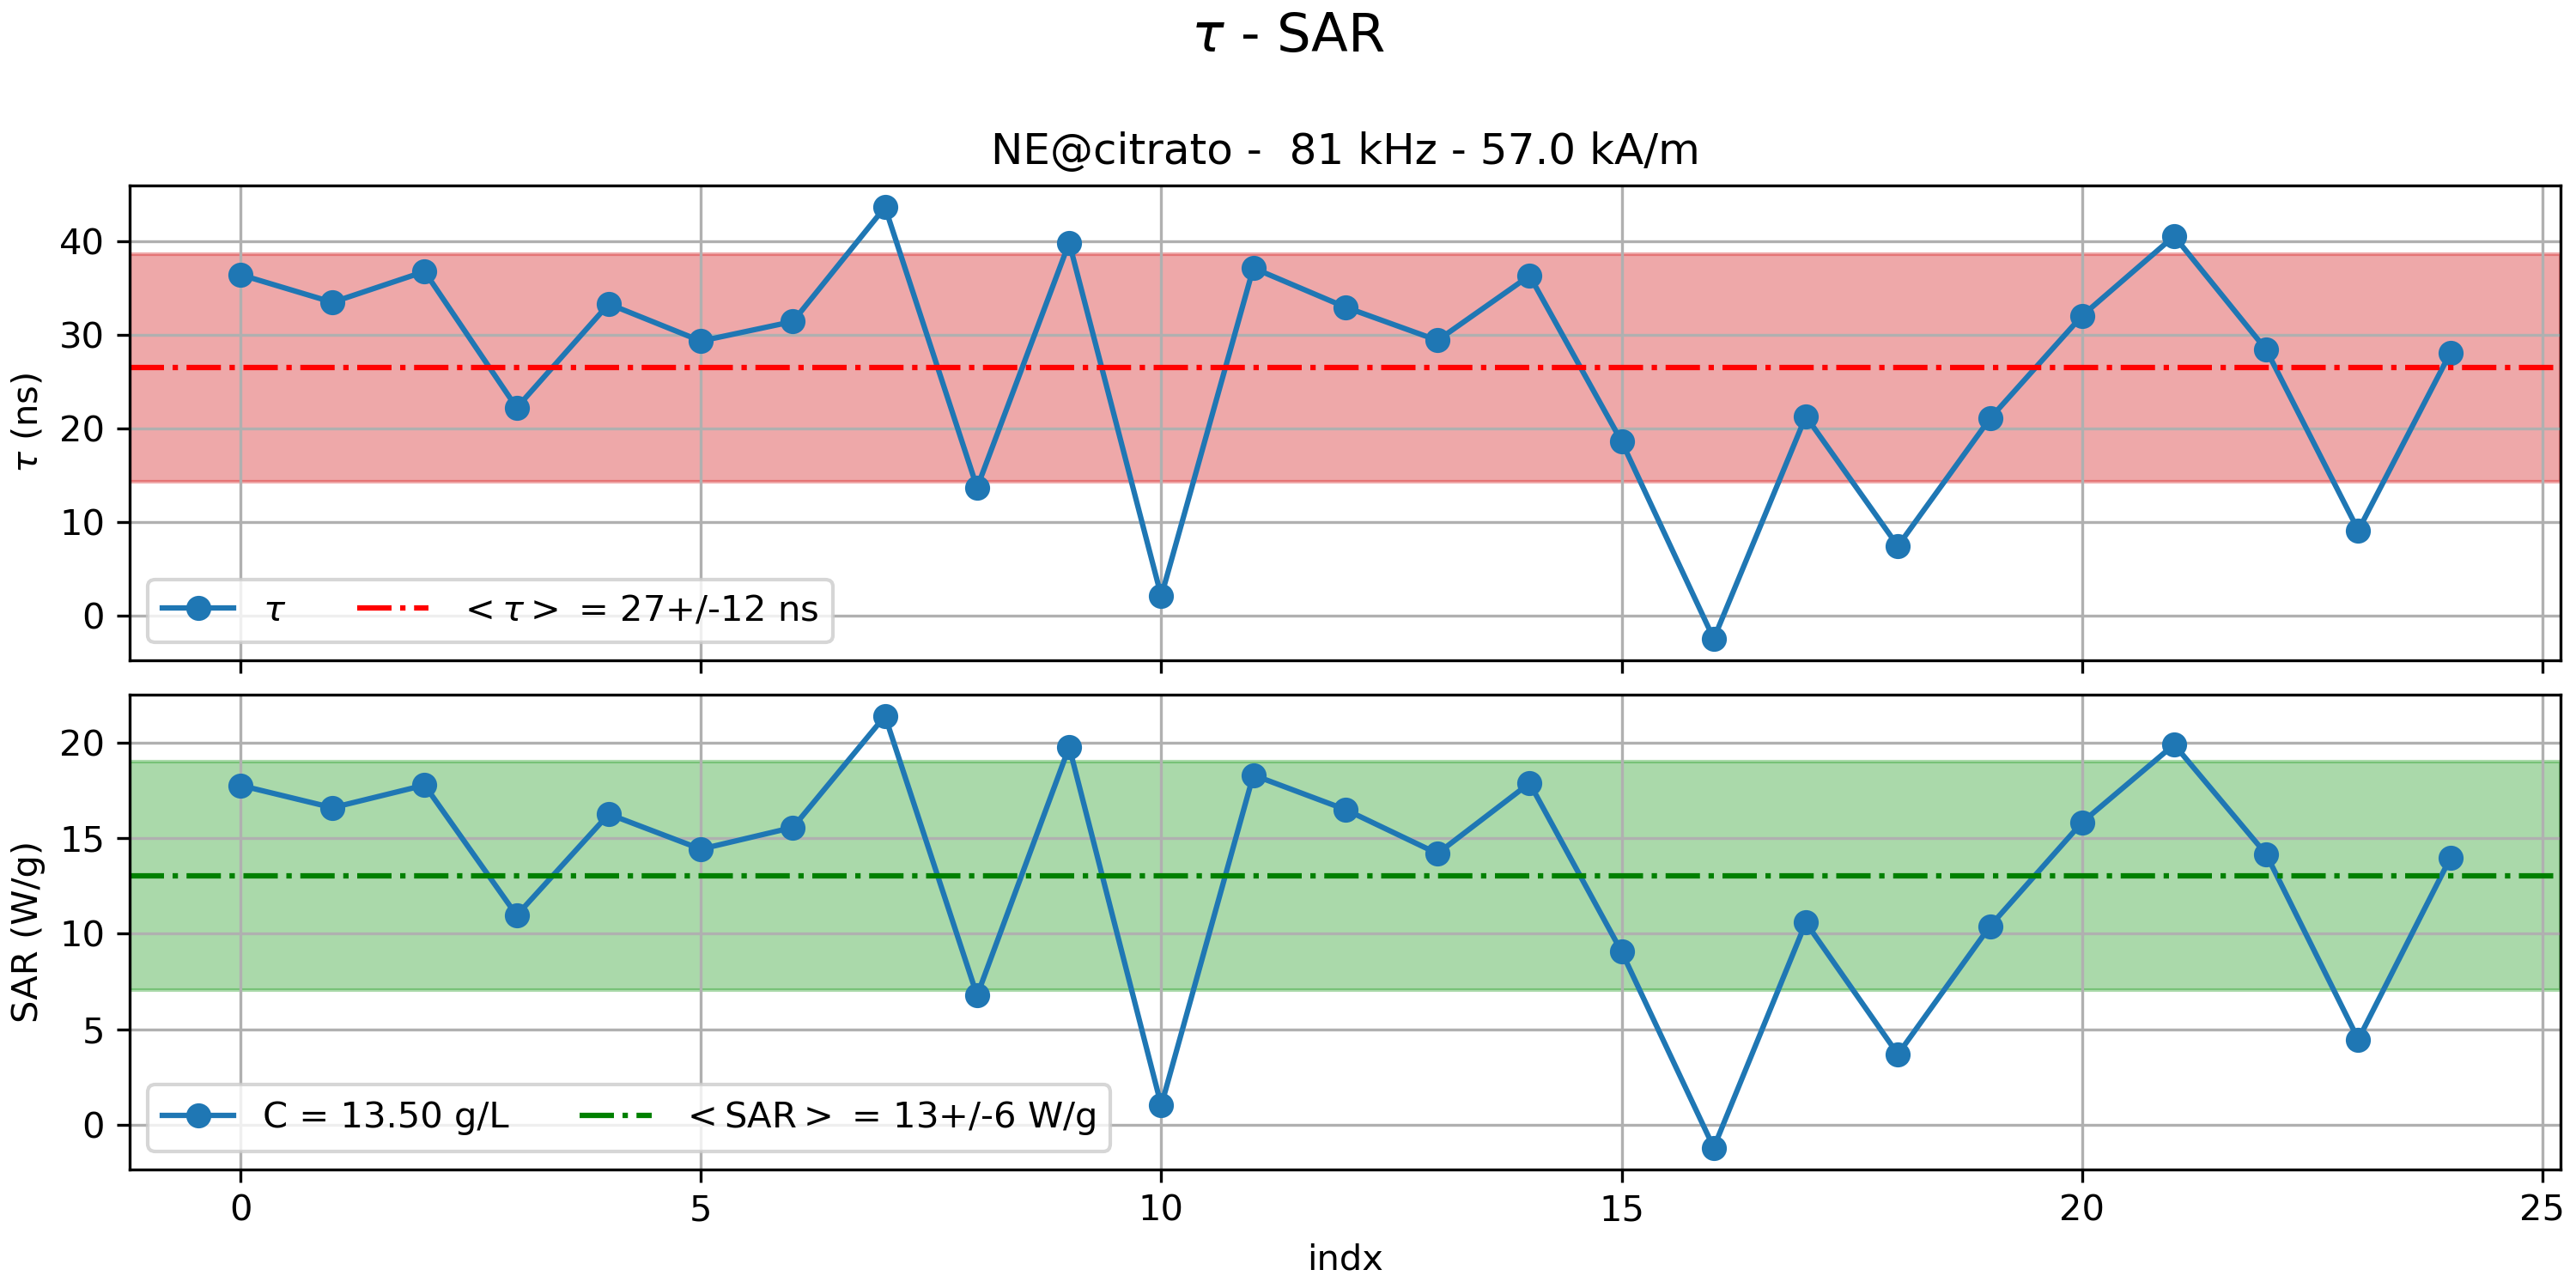 τ - SAR
NE@citrato -  81 kHz - 57.0 kA/m
40
30
20
10
0
τ (ns)
τ
<τ> = 27+/-12 ns
20
15
10
5
0
SAR (W/g)
C = 13.50 g/L
<SAR> = 13+/-6 W/g
0 5 10 15 20 25
indx